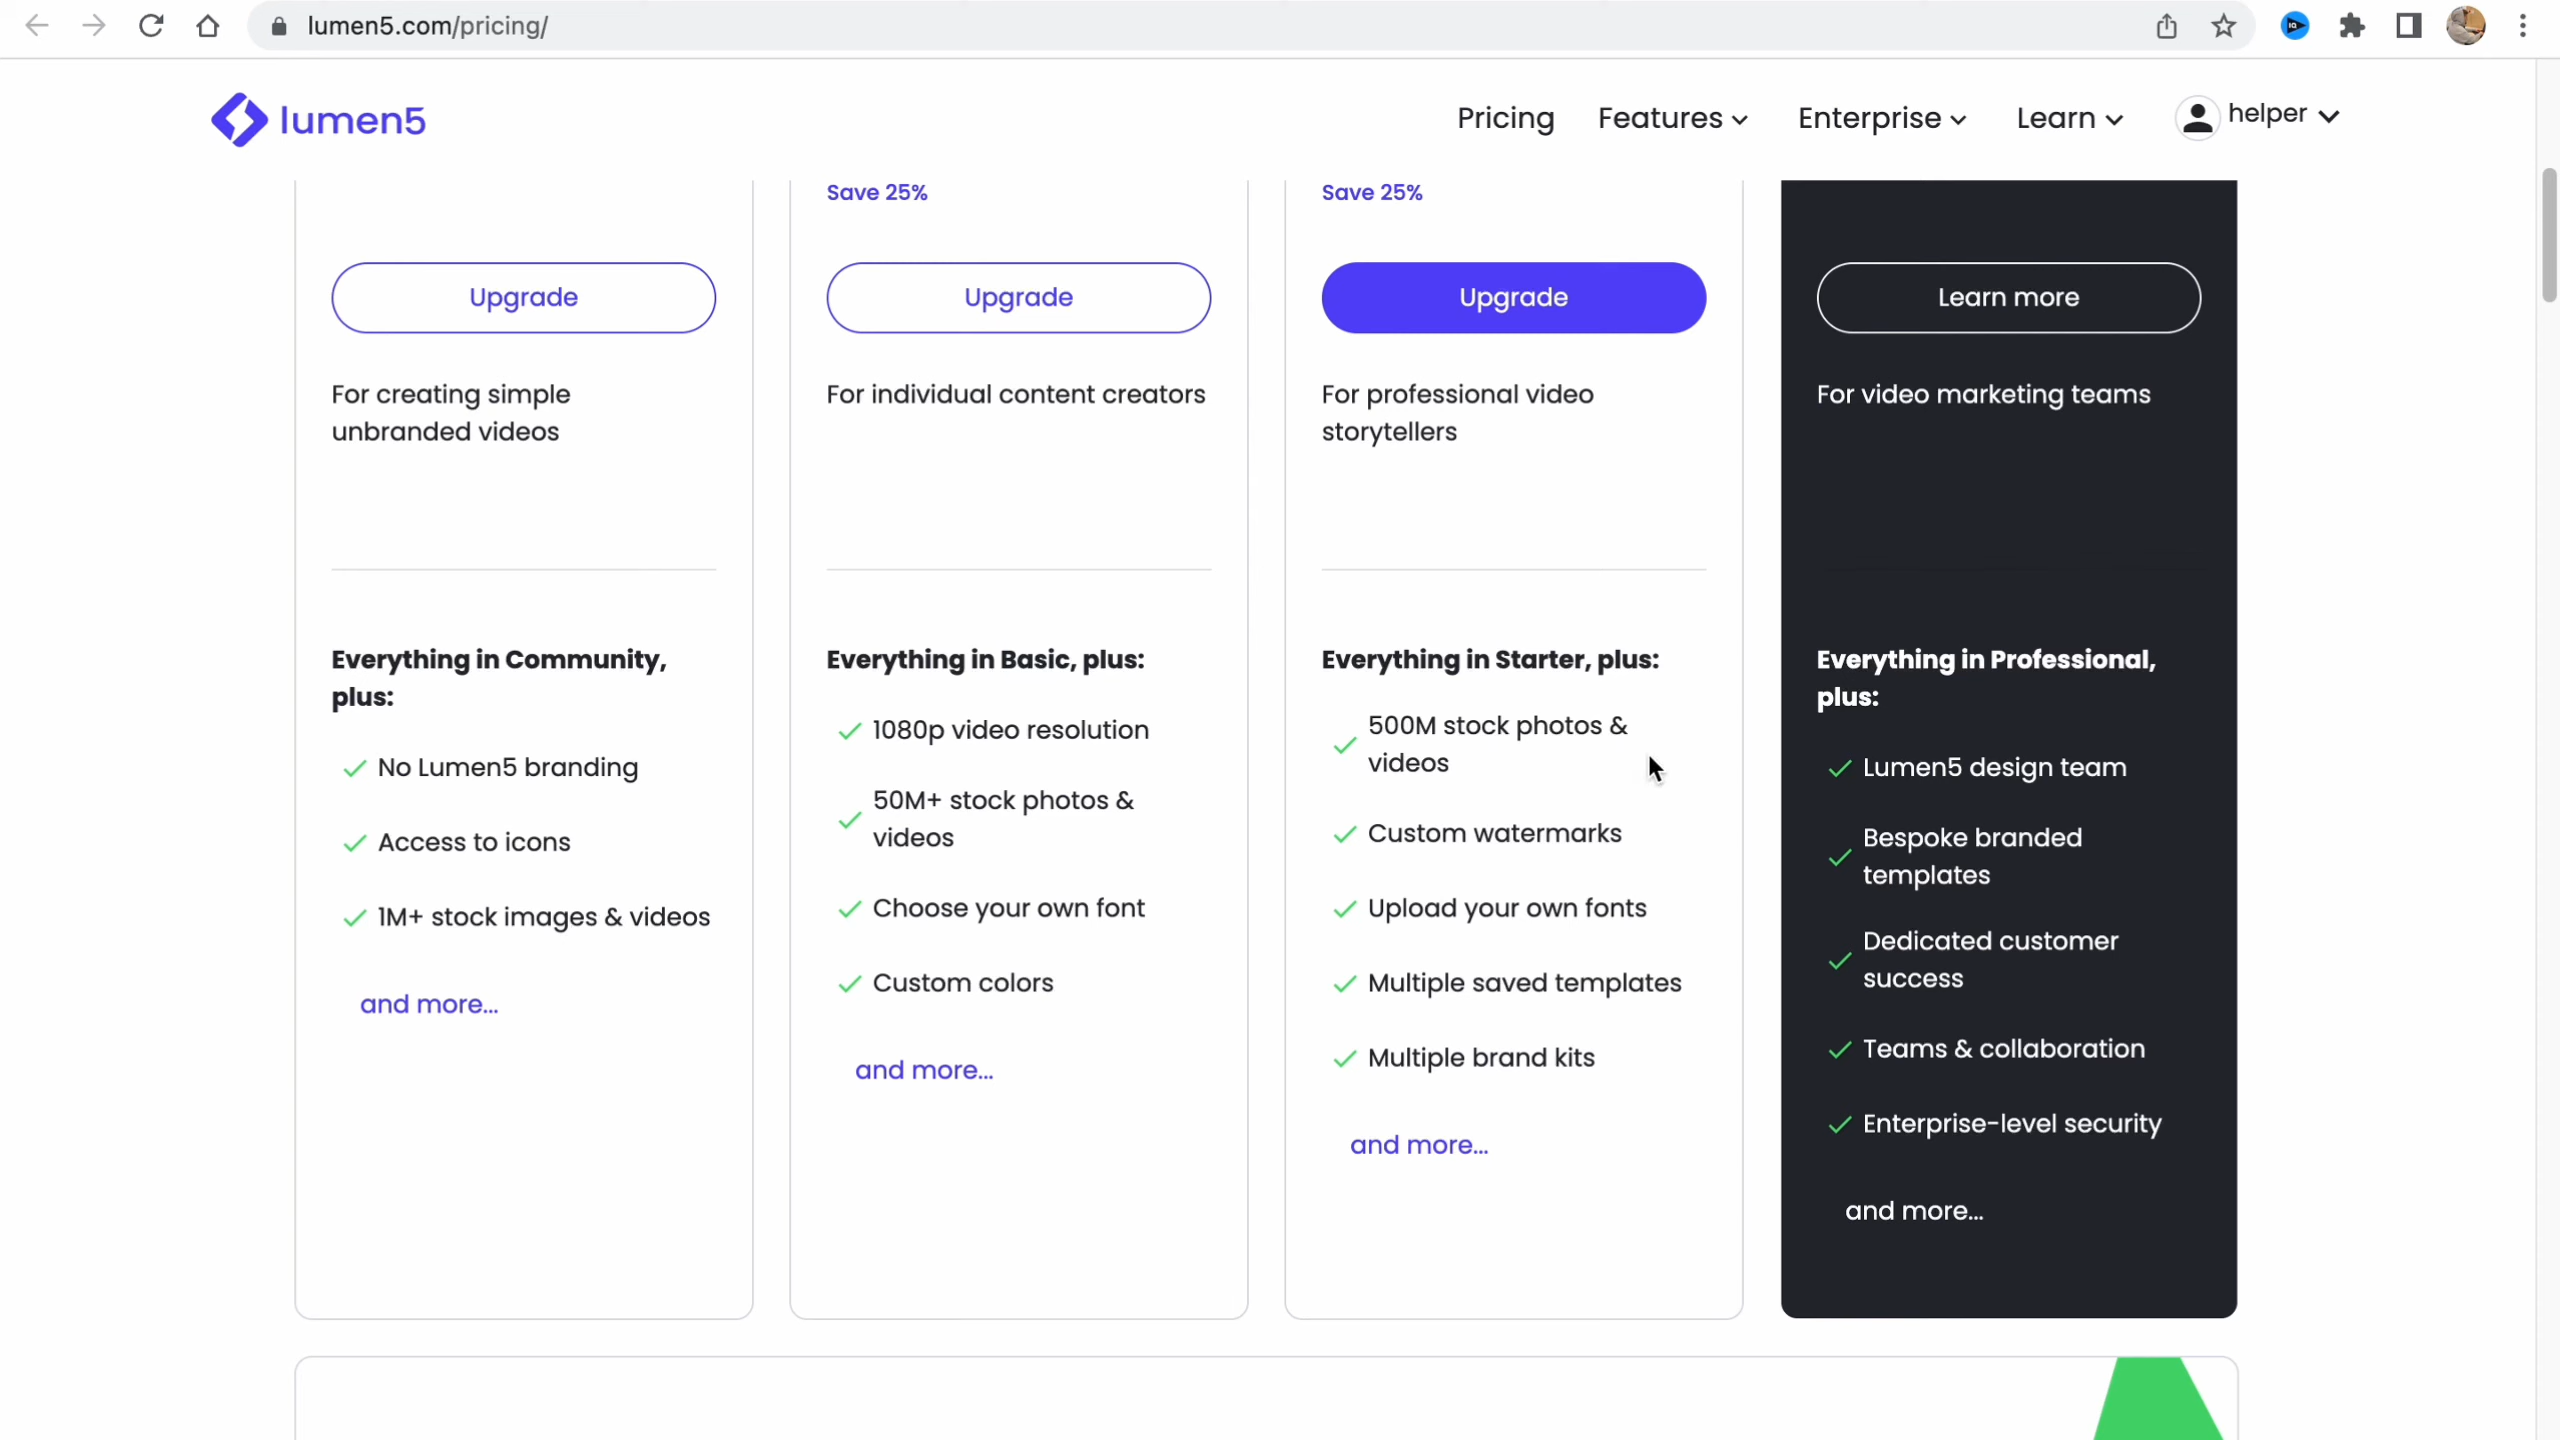 lumen5.com/pricing/
lumen5
Pricing
Features
Enterprise
Learn
helper
Upgrade
For creating simple
unbranded videos
Everything in Community,
plus:
No Lumen5 branding
Access to icons
1M+ stock images & videos
and more...
Save 25%
Upgrade
For individual content creators
Everything in Basic, plus:
1080p video resolution
50M+ stock photos &
videos
Choose your own font
Custom colors
and more...
Save 25%
Upgrade
For professional video
storytellers
Everything in Starter, plus:
500M stock photos &
videos
Custom watermarks
Upload your own fonts
Multiple saved templates
Multiple brand kits
and more...
Learn more
For video marketing teams
Everything in Professional,
plus:
Lumen5 design team
Bespoke branded
templates
Dedicated customer
success
Teams & collaboration
Enterprise-level security
and more...